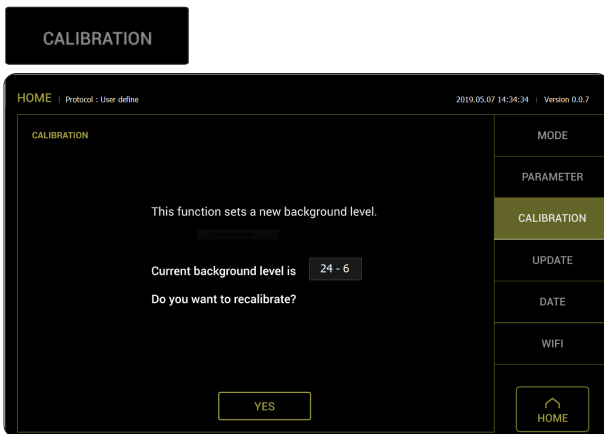 CALIBRATION
HOME | Protocol : User define
2019.05.07 14:34:34 | Version 0.0.7
CALIBRATION
This function sets a new background level.
Current background level is 24 - 6
Do you want to recalibrate?
YES
MODE
PARAMETER
CALIBRATION
UPDATE
DATE
WIFI
HOME